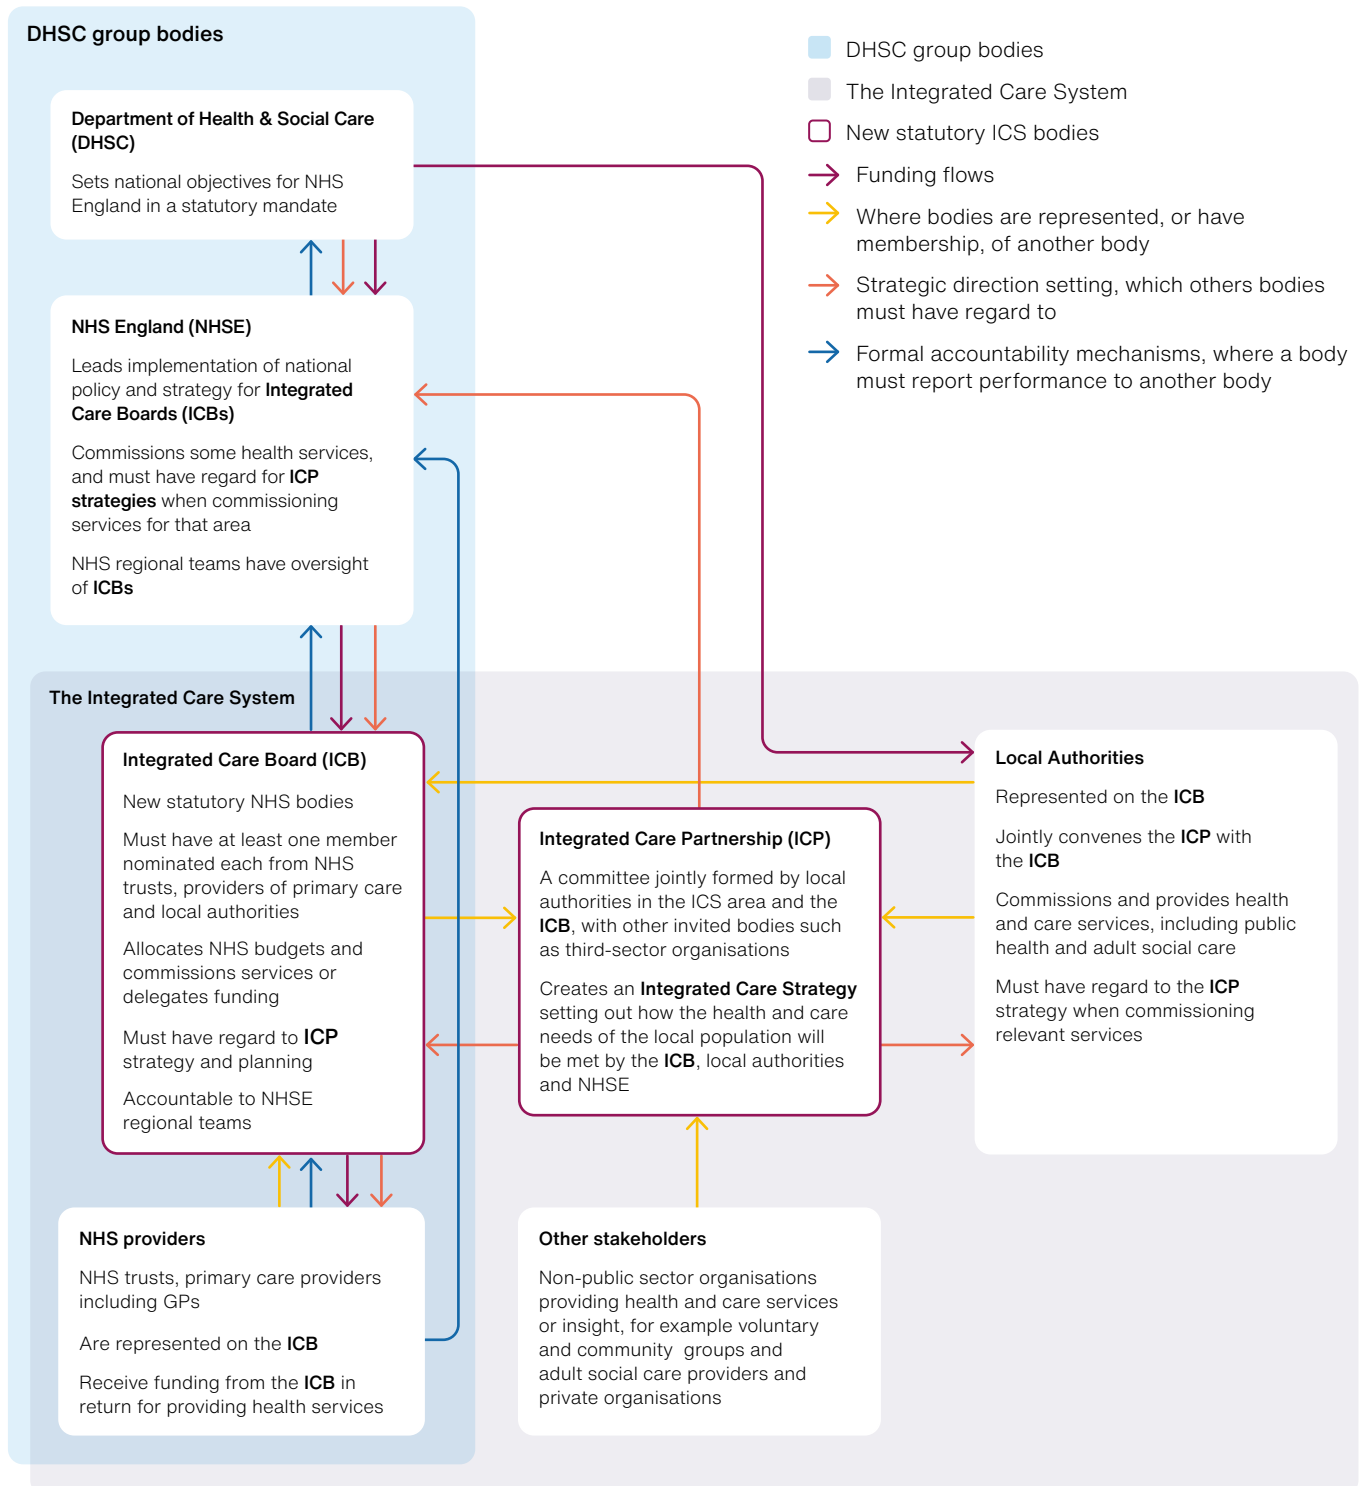 DHSC group bodies
Department of Health & Social Care
(DHSC)
Sets national objectives for NHS
England in a statutory mandate
NHS England (NHSE)
Leads implementation of national
policy and strategy for Integrated
Care Boards (ICBs)
Commissions some health services,
and must have regard for ICP
strategies when commissioning
services for that area
NHS regional teams have oversight
of ICBs
DHSC group bodies
The Integrated Care System
New statutory ICS bodies
Funding flows
Where bodies are represented, or have
membership, of another body
Strategic direction setting, which others bodies
must have regard to
Formal accountability mechanisms, where a body
must report performance to another body
The Integrated Care System
Integrated Care Board (ICB)
New statutory NHS bodies
Must have at least one member
nominated each from NHS
trusts, providers of primary care
and local authorities
Allocates NHS budgets and
commissions services or
delegates funding
Must have regard to ICP
strategy and planning
Accountable to NHSE
regional teams
Integrated Care Partnership (ICP)
A committee jointly formed by local
authorities in the ICS area and the
ICB, with other invited bodies such
as third-sector organisations
Creates an Integrated Care Strategy
setting out how the health and care
needs of the local population will
be met by the ICB, local authorities
and NHSE
Local Authorities
Represented on the ICB
Jointly convenes the ICP with
the ICB
Commissions and provides health
and care services, including public
health and adult social care
Must have regard to the ICP
strategy when commissioning
relevant services
NHS providers
NHS trusts, primary care providers
including GPs
Are represented on the ICB
Receive funding from the ICB in
return for providing health services
Other stakeholders
Non-public sector organisations
providing health and care services
or insight, for example voluntary
and community groups and
adult social care providers and
private organisations